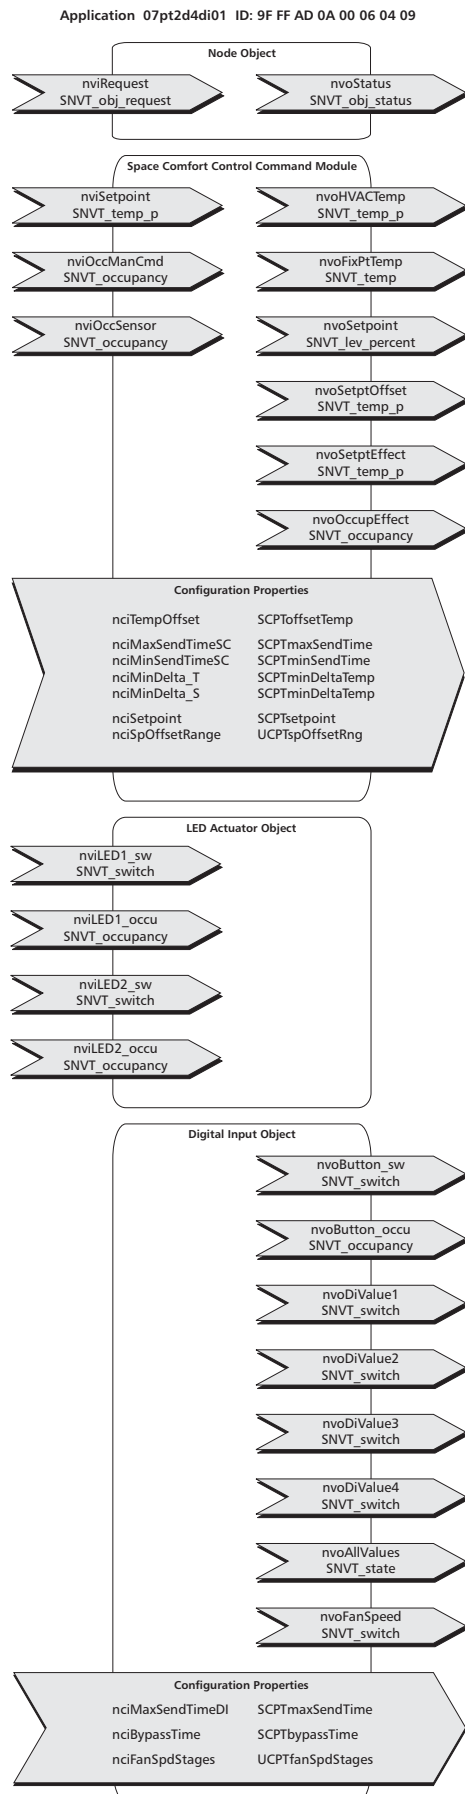 Application 07pt2d4di01 ID: 9F FF AD 0A 00 06 04 09
Node Object
nviRequest
SNVT_obj_request
nvoStatus
SNVT_obj_status
Space Comfort Control Command Module
nviSetpoint
SNVT_temp_p
nvoHVACTemp
SNVT_temp_p
nviOccManCmd
SNVT_occupancy
nvoFixPtTemp
SNVT_temp
nviOccSensor
SNVT_occupancy
nvoSetpoint
SNVT_lev_percent
nvoSetptOffset
SNVT_temp_p
nvoSetptEffect
SNVT_temp_p
nvoOccupEffect
SNVT_occupancy
Configuration Properties
nciTempOffset SCPToffsetTemp
nciMaxSendTimeSC SCPTmaxSendTime
nciMinSendTimeSC SCPTminSendTime
nciMinDelta_T SCPTminDeltaTemp
nciMinDelta_S SCPTminDeltaTemp
nciSetpoint SCPTsetpoint
nciSpOffsetRange UCPTspOffsetRng
LED Actuator Object
nviLED1_sw
SNVT_switch
nviLED1_occu
SNVT_occupancy
nviLED2_sw
SNVT_switch
nviLED2_occu
SNVT_occupancy
Digital Input Object
nvoButton_sw
SNVT_switch
nvoButton_occu
SNVT_occupancy
nvoDiValue1
SNVT_switch
nvoDiValue2
SNVT_switch
nvoDiValue3
SNVT_switch
nvoDiValue4
SNVT_switch
nvoAllValues
SNVT_state
nvoFanSpeed
SNVT_switch
Configuration Properties
nciMaxSendTimeDI SCPTmaxSendTime
nciBypassTime SCPTbypassTime
nciFanSpdStages UCPTfanSpdStages